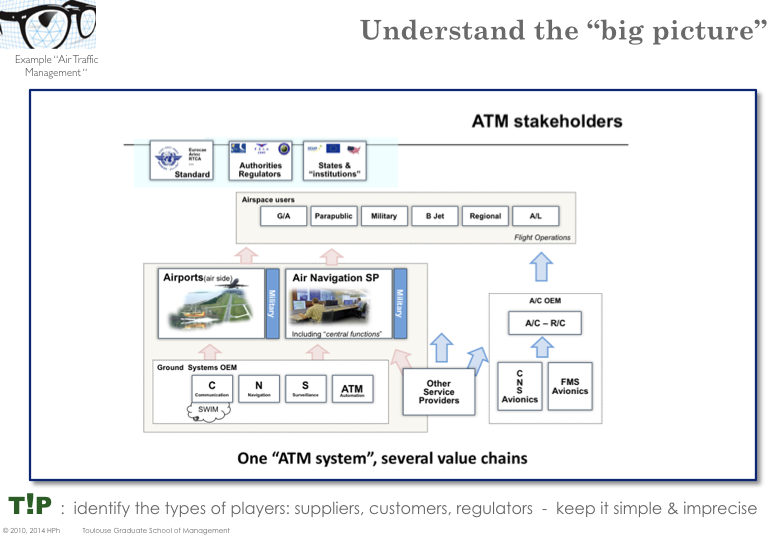 Understand the “big picture”
Example “Air Traffic
Management “
ATM stakeholders
Eurocae
Arinc
RTCA
...
Standard
Authorities
Regulators
States &
“institutions”
Airspace users
G/A
Parapublic
Military
B Jet
Regional
A/L
Flight Operations
Airports(air side)
Military
Air Navigation SP
Military
Including “central functions”
A/C OEM
A/C – R/C
Ground Systems OEM
C
Communication
N
Navigation
S
Surveillance
ATM
Automation
SWIM
Other
Service
Providers
C
N
S
Avionics
FMS
Avionics
One “ATM system”, several value chains
T!P : identify the types of players: suppliers, customers, regulators - keep it simple & imprecise
© 2010, 2014 HPh Toulouse Graduate School of Management